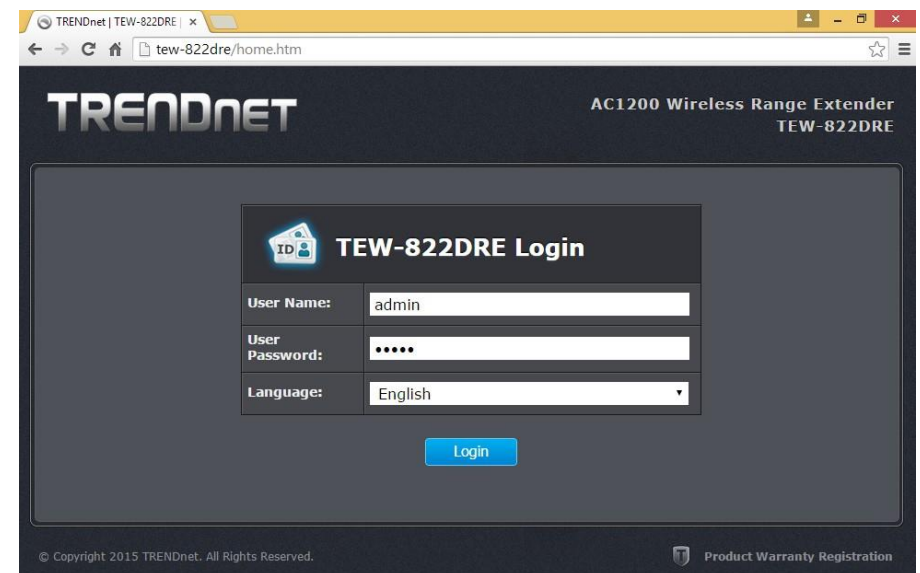 TRENDnet | TEW-822DRE |
tew-822dre/home.htm
TRENDnet
AC1200 Wireless Range Extender
TEW-822DRE
ID
TEW-822DRE Login
User Name:
admin
User
Password:
•••••
Language:
English
Login
© Copyright 2015 TRENDnet. All Rights Reserved.
Product Warranty Registration